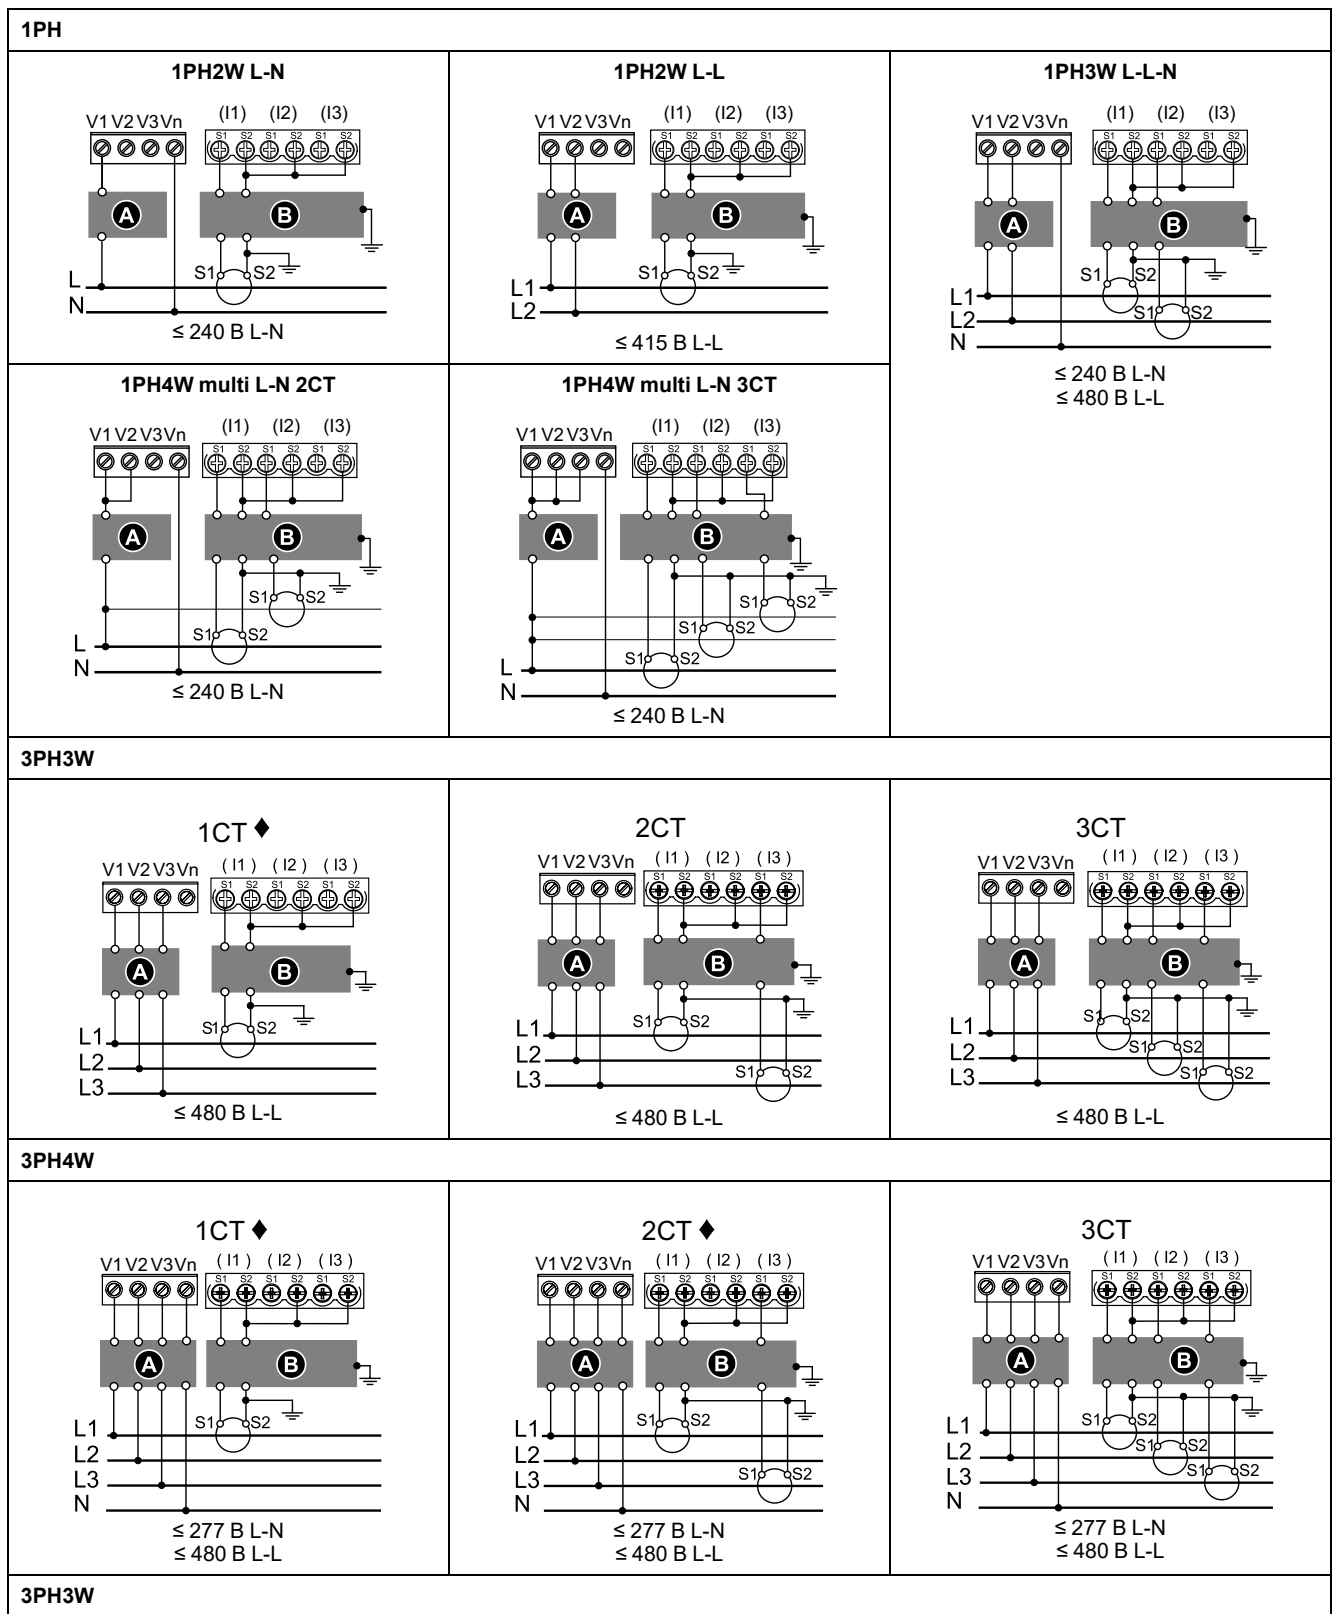 1PH
1PH2W L-N
V1 V2 V3 Vn (I1) (I2) (I3)
S1 S2 S1 S2 S1 S2
A B
S1 S2
L
N
≤ 240 B L-N
1PH2W L-L
V1 V2 V3 Vn (I1) (I2) (I3)
S1 S2 S1 S2 S1 S2
A B
S1 S2
L1
L2
≤ 415 B L-L
1PH3W L-L-N
V1 V2 V3 Vn (I1) (I2) (I3)
S1 S2 S1 S2 S1 S2
A B
S1 S2
L1
S1 S2
L2
N
≤ 240 B L-N
≤ 480 B L-L
1PH4W multi L-N 2CT
V1 V2 V3 Vn (I1) (I2) (I3)
S1 S2 S1 S2 S1 S2
A B
S1 S2
S1 S2
L
N
≤ 240 B L-N
1PH4W multi L-N 3CT
V1 V2 V3 Vn (I1) (I2) (I3)
S1 S2 S1 S2 S1 S2
A B
S1 S2
S1 S2
S1 S2
L
N
≤ 240 B L-N
3PH3W
1CT ♦
V1 V2 V3 Vn ( I1 ) ( I2 ) ( I3 )
S1 S2 S1 S2 S1 S2
A B
S1 S2
L1
L2
L3
≤ 480 B L-L
2CT
V1 V2 V3 Vn ( I1 ) ( I2 ) ( I3 )
S1 S2 S1 S2 S1 S2
A B
S1 S2
L1
L2
S1 S2
L3
≤ 480 B L-L
3CT
V1 V2 V3 Vn ( I1 ) ( I2 ) ( I3 )
S1 S2 S1 S2 S1 S2
A B
S1 S2
L1
S1 S2
L2
S1 S2
L3
≤ 480 B L-L
3PH4W
1CT ♦
V1 V2 V3 Vn ( I1 ) ( I2 ) ( I3 )
S1 S2 S1 S2 S1 S2
A B
S1 S2
L1
L2
L3
N
≤ 277 B L-N
≤ 480 B L-L
2CT ♦
V1 V2 V3 Vn ( I1 ) ( I2 ) ( I3 )
S1 S2 S1 S2 S1 S2
A B
S1 S2
L1
L2
S1 S2
L3
N
≤ 277 B L-N
≤ 480 B L-L
3CT
V1 V2 V3 Vn ( I1 ) ( I2 ) ( I3 )
S1 S2 S1 S2 S1 S2
A B
S1 S2
L1
S1 S2
L2
S1 S2
L3
N
≤ 277 B L-N
≤ 480 B L-L
3PH3W